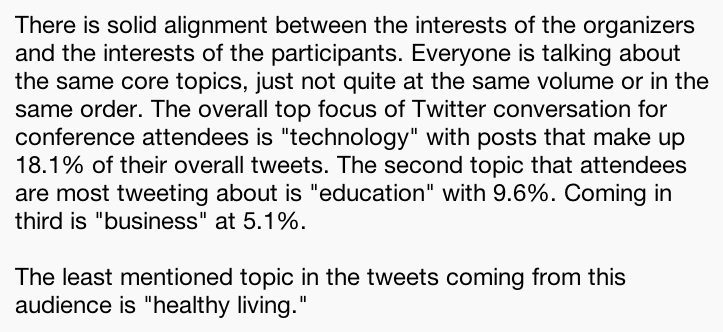 There is solid alignment between the interests of the organizers
and the interests of the participants. Everyone is talking about
the same core topics, just not quite at the same volume or in the
same order. The overall top focus of Twitter conversation for
conference attendees is "technology" with posts that make up
18.1% of their overall tweets. The second topic that attendees
are most tweeting about is "education" with 9.6%. Coming in
third is "business" at 5.1%.
The least mentioned topic in the tweets coming from this
audience is "healthy living."